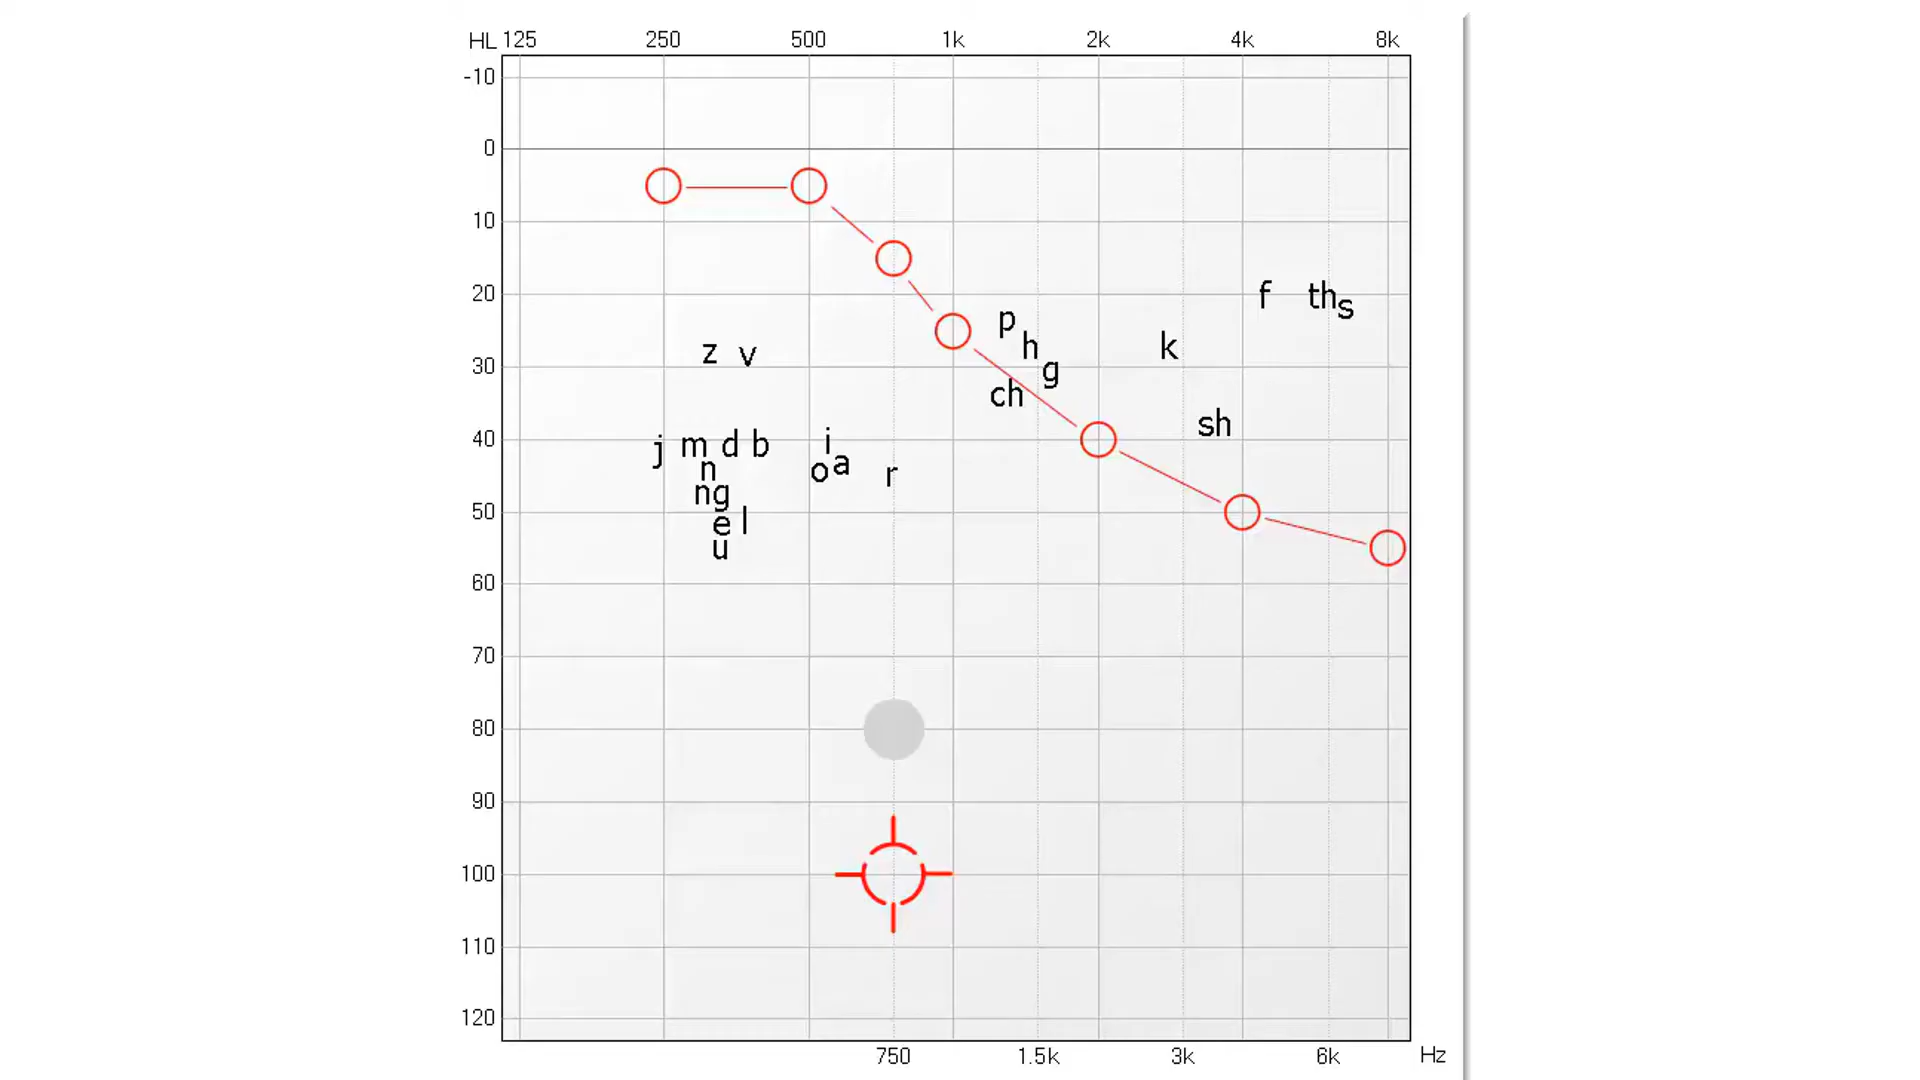 HL 125 250 500 1k 2k 4k 8k
-10
0
10
20
f ths
p
h
k
z v
30
g
ch
sh
40
j m d b i
o a
n
r
ng
50
e l
u
60
70
80
90
100
110
120
750 1.5k 3k 6k Hz